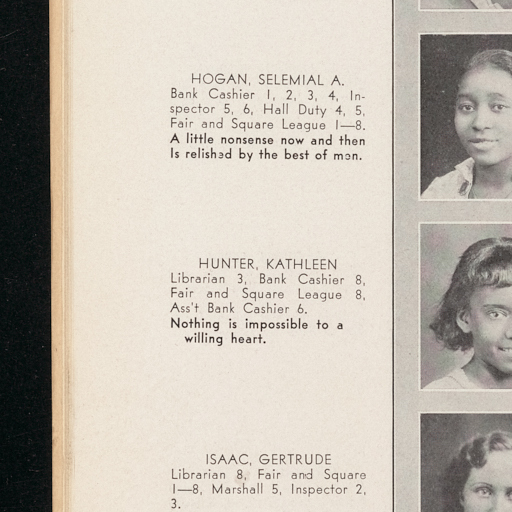 HOGAN, SELEMIAL A.
Bank Cashier 1, 2, 3, 4, In-
spector 5, 6, Hall Duty 4, 5,
Fair and Square League 1—8.
A little nonsense now and then
Is relished by the best of men.
HUNTER, KATHLEEN
Librarian 3, Bank Cashier 8,
Fair and Square League 8,
Ass't Bank Cashier 6.
Nothing is impossible to a
willing heart.
ISAAC, GERTRUDE
Librarian 8, Fair and Square
1—8, Marshall 5, Inspector 2,
3.